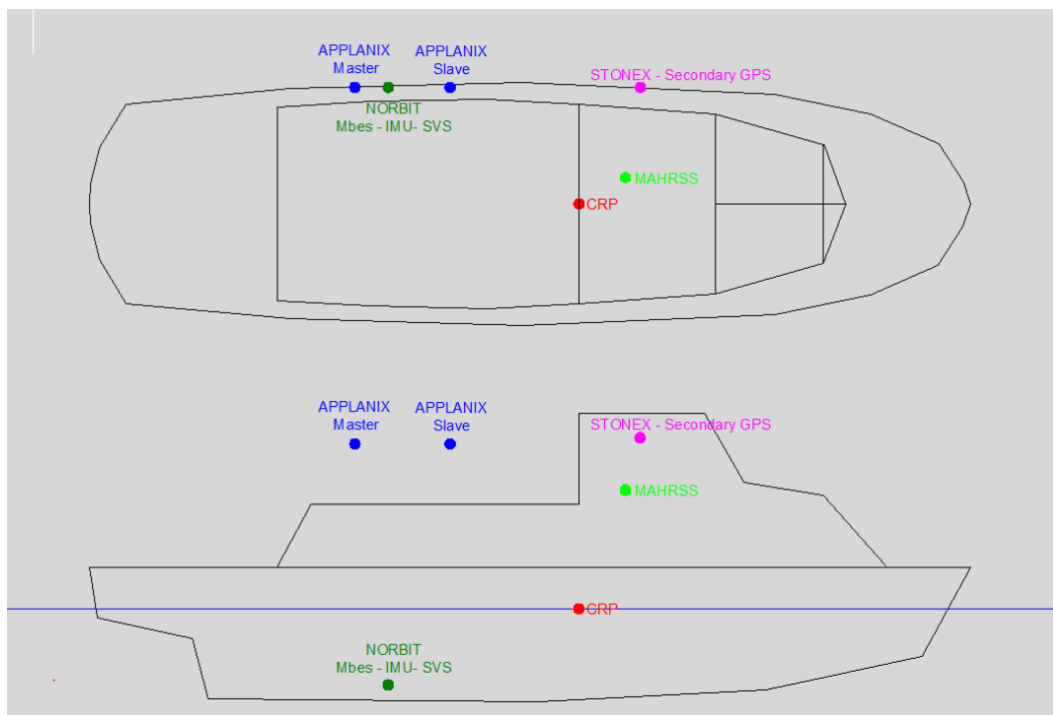 APPLANIX
Master
APPLANIX
Slave
STONEX - Secondary GPS
NORBIT
Mbes - IMU- SVS
MAHRSS
CRP
APPLANIX
Master
APPLANIX
Slave
STONEX - Secondary GPS
MAHRSS
CRP
NORBIT
Mbes - IMU- SVS